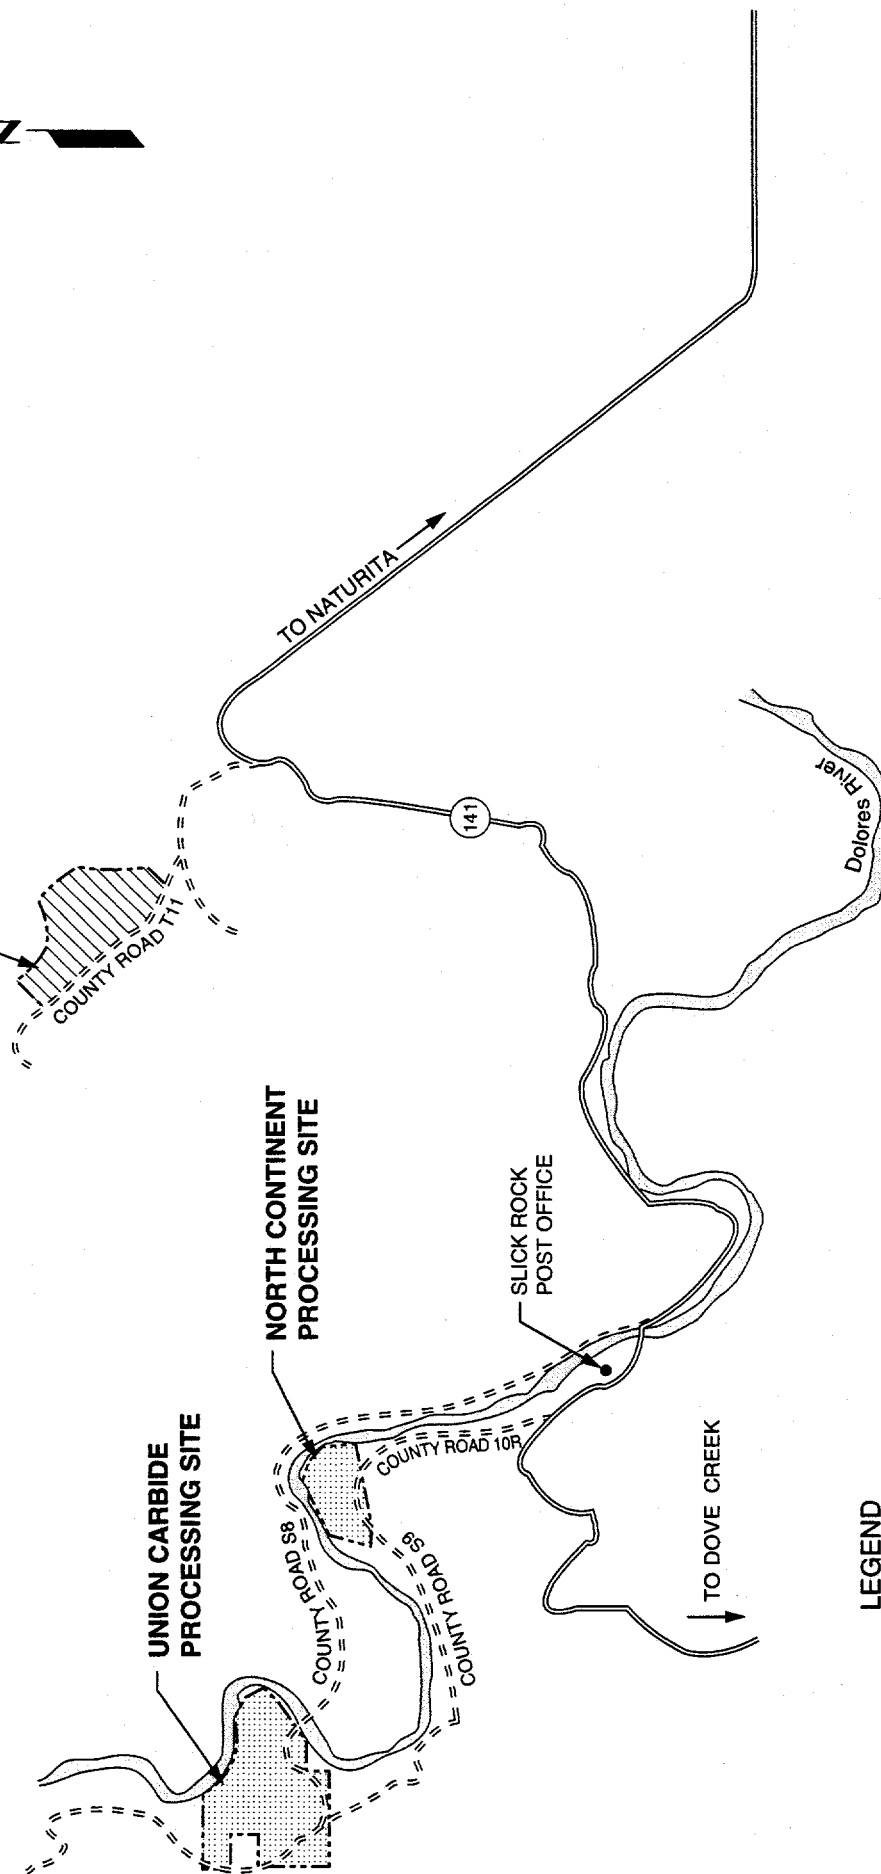 N
TO NATURITA
141
Dolores River
COUNTY ROAD T11
NORTH CONTINENT
PROCESSING SITE
SLICK ROCK
POST OFFICE
UNION CARBIDE
PROCESSING SITE
COUNTY ROAD S8
COUNTY ROAD 10R
COUNTY ROAD S9
TO DOVE CREEK
LEGEND